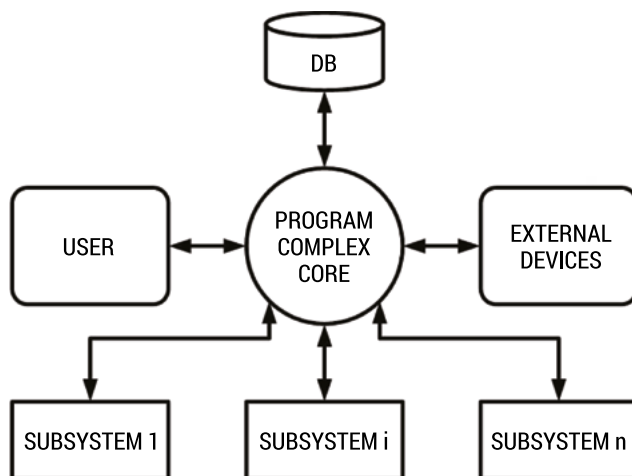 DB
USER
PROGRAM
COMPLEX
CORE
EXTERNAL
DEVICES
SUBSYSTEM 1
SUBSYSTEM i
SUBSYSTEM n